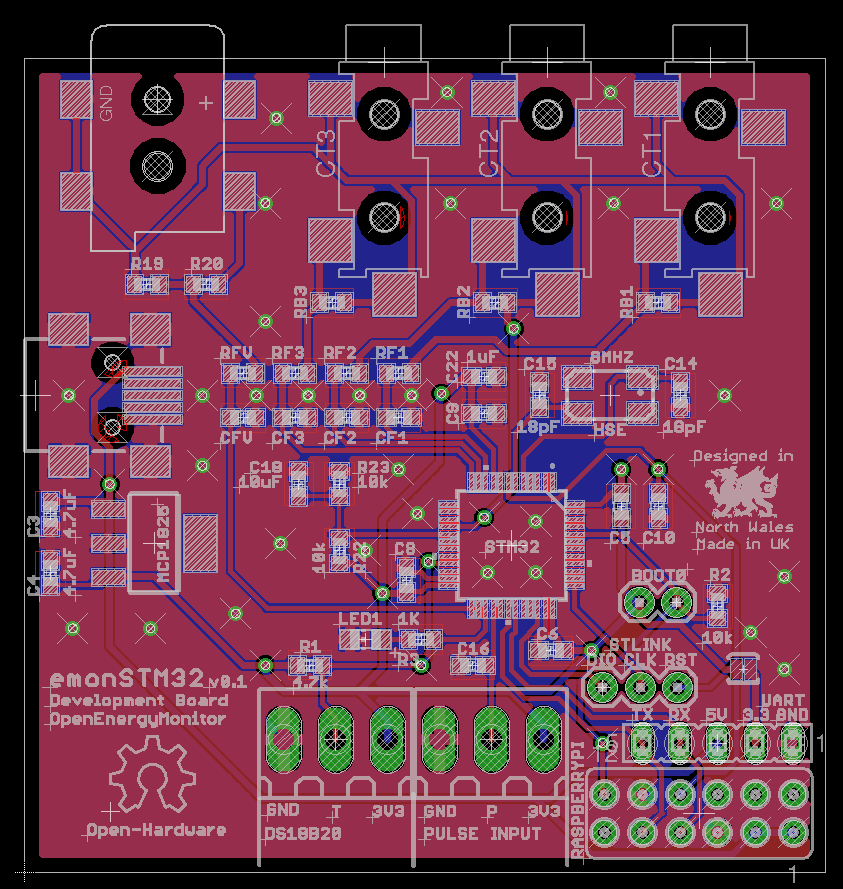 GND
+
CT3
CT2
CT1
R19
R20
RB3
RB2
RB1
RFV
RF3
RF2
RF1
C22
1uF
C15
8MHZ
C14
C9
CFV
CF3
CF2
CF1
18pF
HSE
18pF
C18
10uF
R23
10k
Designed in
North Wales
Made in UK
C3
4.7uF
C4
4.7uF
MCP1825
10k
C8
STM32
C5
C10
BOOT0
R2
10k
LED1
1K
R3
C6
C16
R1
4.7k
STLINK
DIO CLK RST
emonSTM32 v0.1
Development Board
OpenEnergyMonitor
UART
TX
RX
5V
3.3
GND
1
GND
T
3V3
DS18B20
GND
P
3V3
PULSE INPUT
RASPBERRYPI
Open-Hardware
1